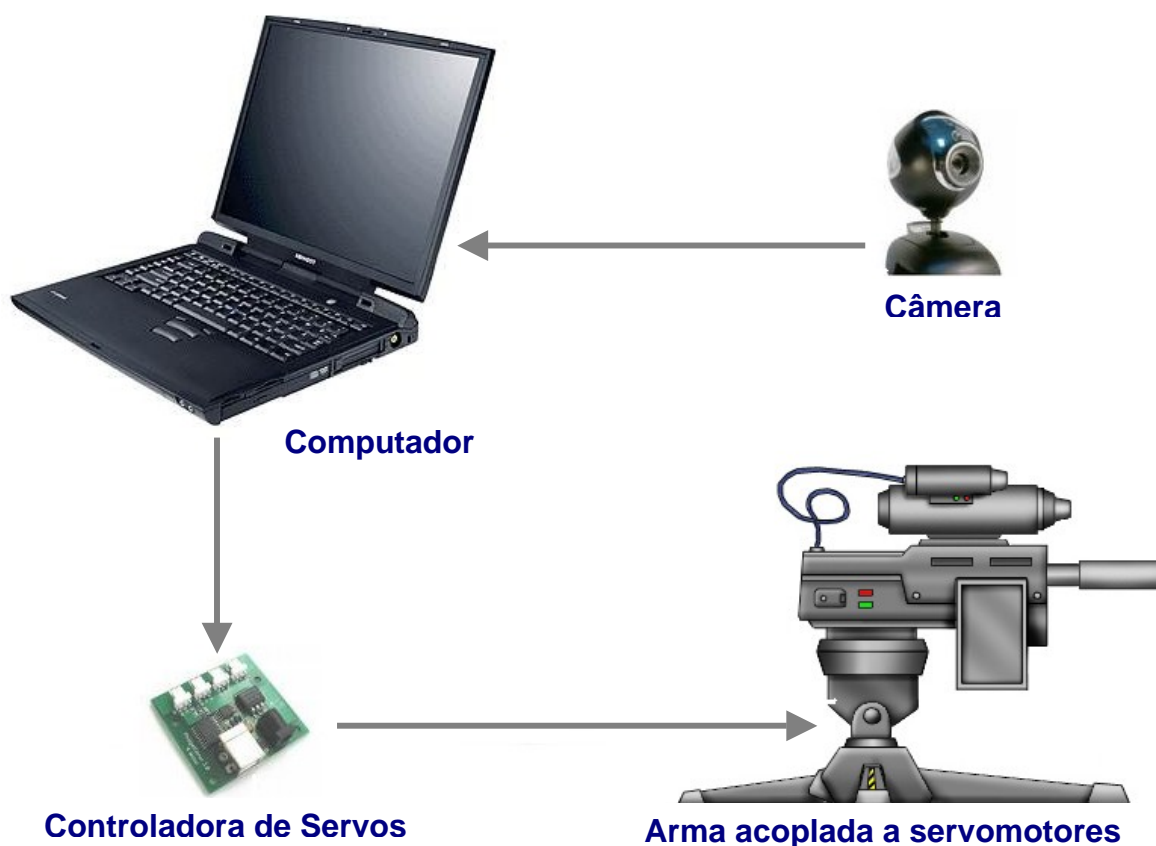 Câmera
Computador
Controladora de Servos
Arma acoplada a servomotores